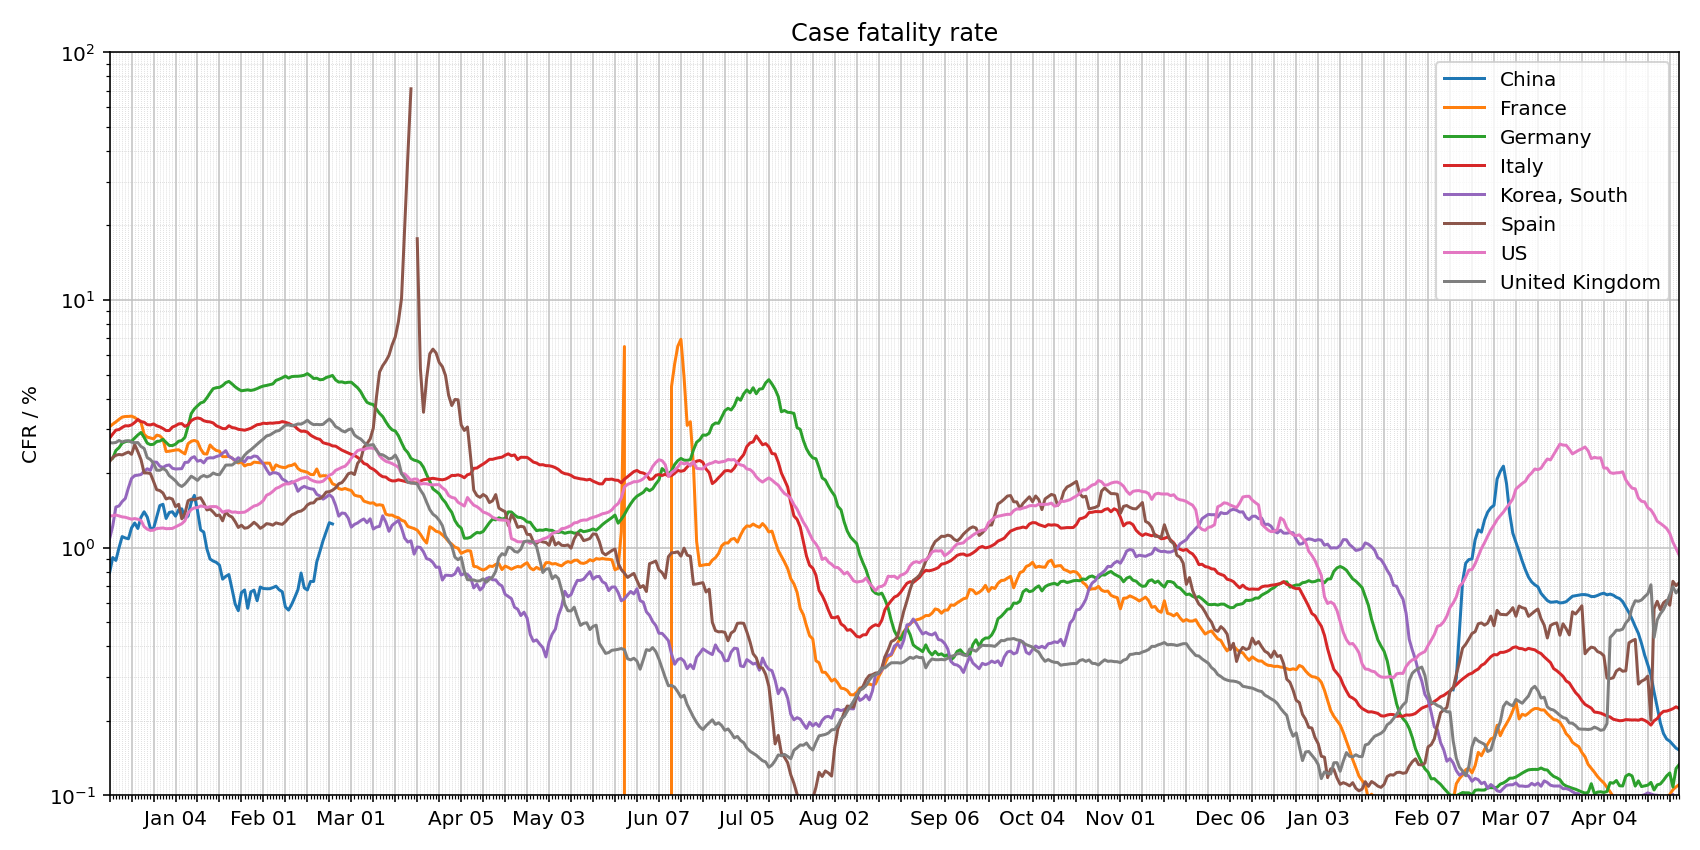 Case fatality rate
CFR / %
10²
10¹
10⁰
10⁻¹
China
France
Germany
Italy
Korea, South
Spain
US
United Kingdom
Jan 04 Feb 01 Mar 01 Apr 05 May 03 Jun 07 Jul 05 Aug 02 Sep 06 Oct 04 Nov 01 Dec 06 Jan 03 Feb 07 Mar 07 Apr 04